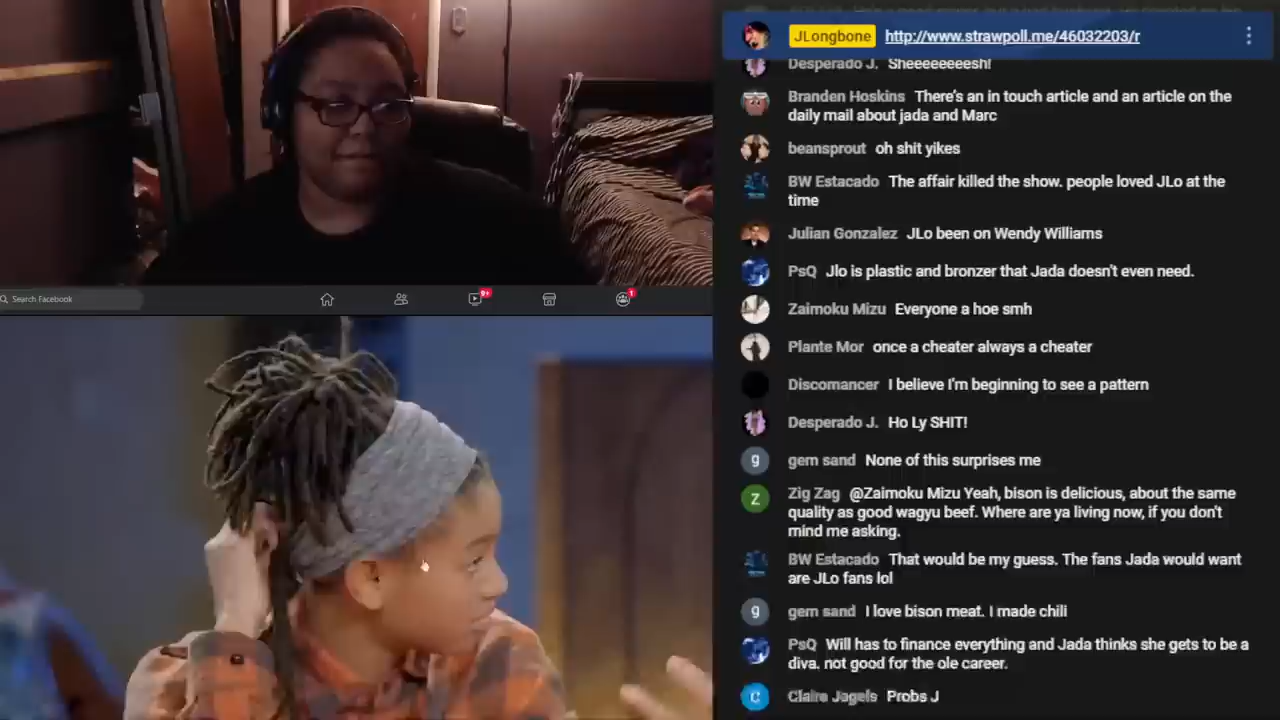 JLongbone http://www.strawpoll.me/46032203/r
Desperado J. Sheeeeeeesh!
Branden Hoskins There's an in touch article and an article on the
daily mail about jada and Marc
beansprout oh shit yikes
BW Estacado The affair killed the show. people loved JLo at the
time
Julian Gonzalez JLo been on Wendy Williams
PsQ Jlo is plastic and bronzer that Jada doesn't even need.
Search Facebook
9+
1
Zaimoku Mizu Everyone a hoe smh
Plante Mor once a cheater always a cheater
Discomancer I believe I'm beginning to see a pattern
Desperado J. Ho Ly SHIT!
g gem sand None of this surprises me
Z Zig Zag @Zaimoku Mizu Yeah, bison is delicious, about the same
quality as good wagyu beef. Where are ya living now, if you don't
mind me asking.
BW Estacado That would be my guess. The fans Jada would want
are JLo fans lol
g gem sand I love bison meat. I made chili
PsQ Will has to finance everything and Jada thinks she gets to be a
diva. not good for the ole career.
C Claire Jagels Probs J